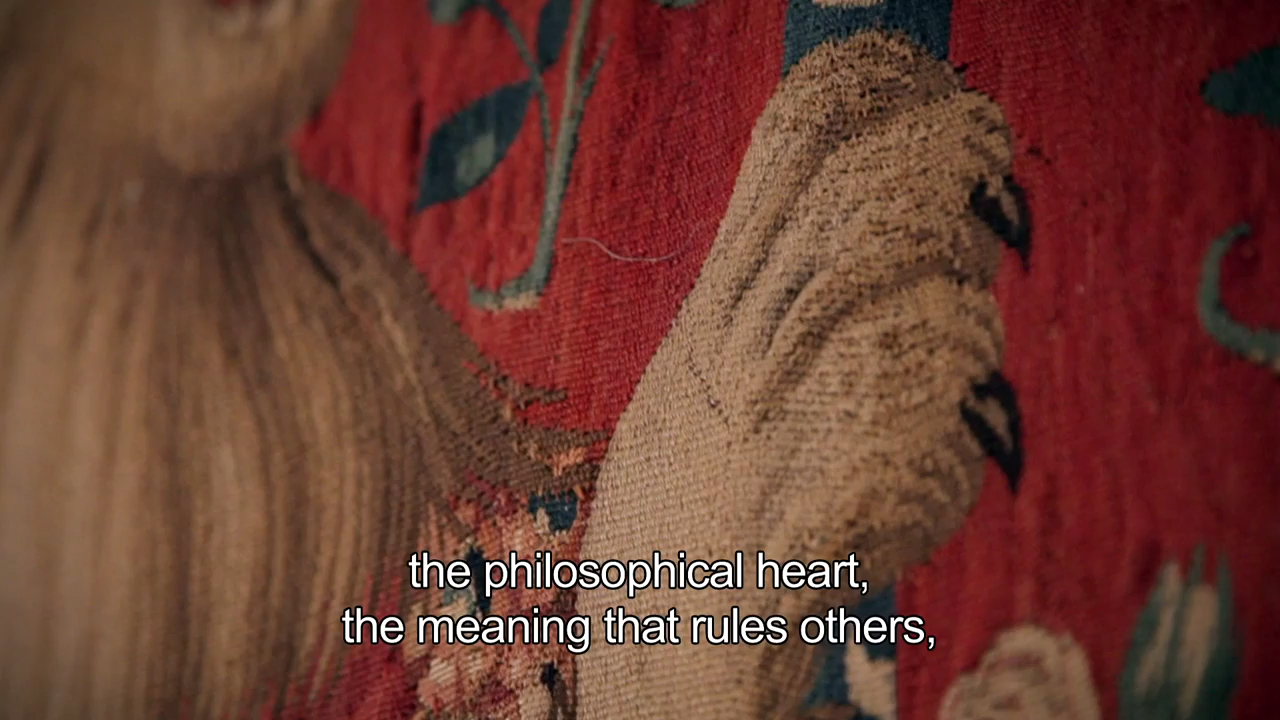 the philosophical heart,
the meaning that rules others,